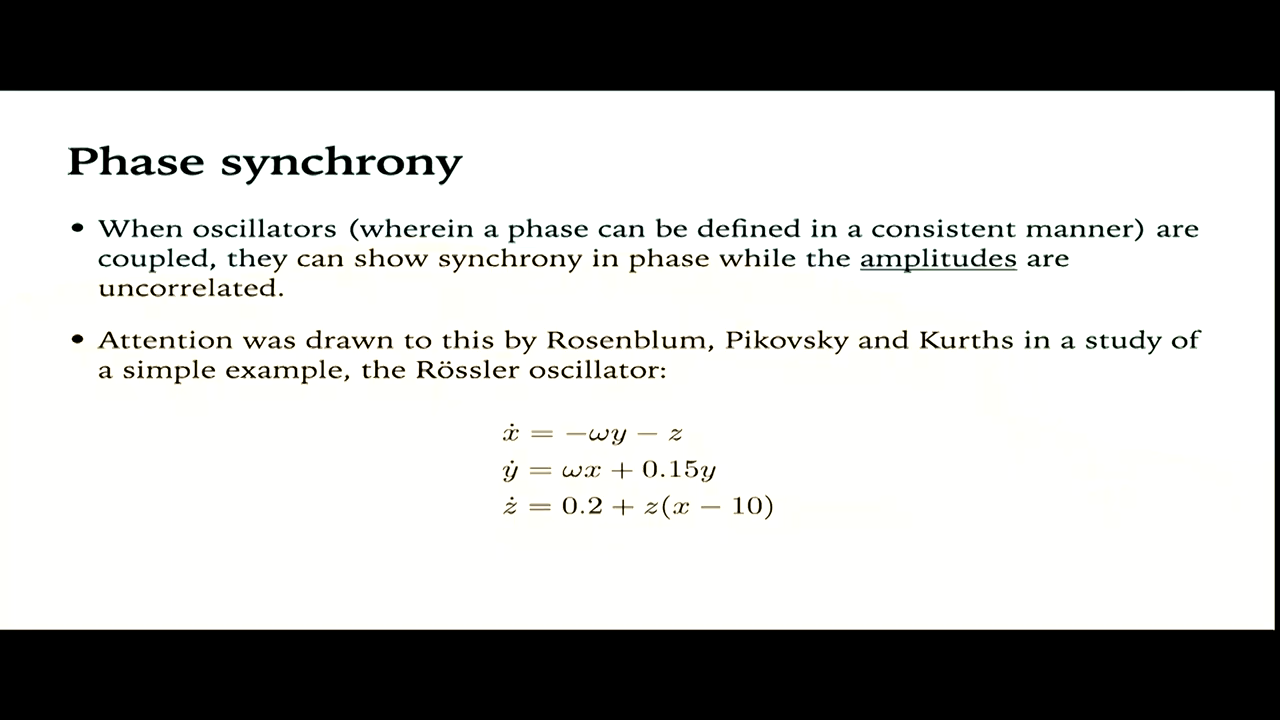 Phase synchrony
• When oscillators (wherein a phase can be defined in a consistent manner) are
coupled, they can show synchrony in phase while the amplitudes are
uncorrelated.
• Attention was drawn to this by Rosenblum, Pikovsky and Kurths in a study of
a simple example, the Rössler oscillator:
ẋ = −ωy − z
ẏ = ωx + 0.15y
ż = 0.2 + z(x − 10)